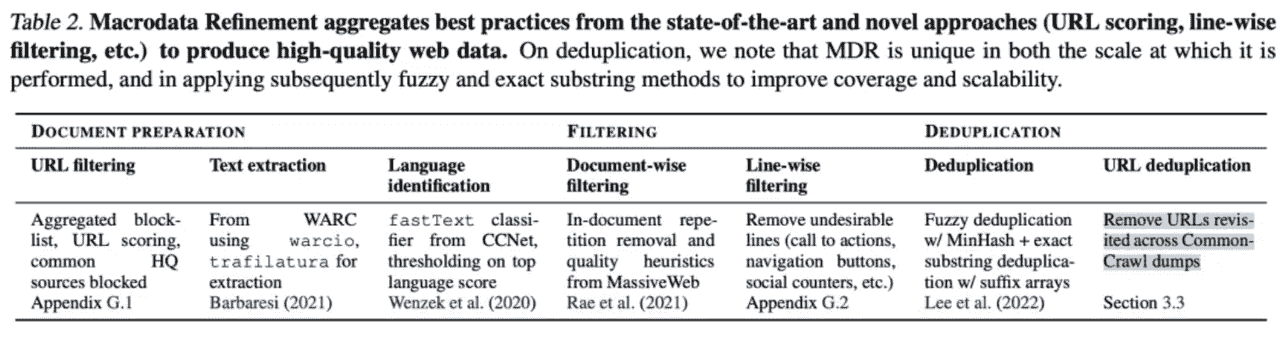 Table 2. Macrodata Refinement aggregates best practices from the state-of-the-art and novel approaches (URL scoring, line-wise
filtering, etc.) to produce high-quality web data. On deduplication, we note that MDR is unique in both the scale at which it is
performed, and in applying subsequently fuzzy and exact substring methods to improve coverage and scalability.
DOCUMENT PREPARATION FILTERING DEDUPLICATION
URL filtering Text extraction Language Document-wise Line-wise Deduplication URL deduplication
identification filtering filtering
Aggregated block- From WARC fastText classi- In-document repe- Remove undesirable Fuzzy deduplication Remove URLs revis-
list, URL scoring, using warcio, fier from CCNet, tition removal and lines (call to actions, w/ MinHash + exact ited across Common-
common HQ trafilatura for thresholding on top quality heuristics navigation buttons, substring deduplica- Crawl dumps
sources blocked extraction language score from MassiveWeb social counters, etc.) tion w/ suffix arrays
Appendix G.1 Barbaresi (2021) Wenzek et al. (2020) Rae et al. (2021) Appendix G.2 Lee et al. (2022) Section 3.3